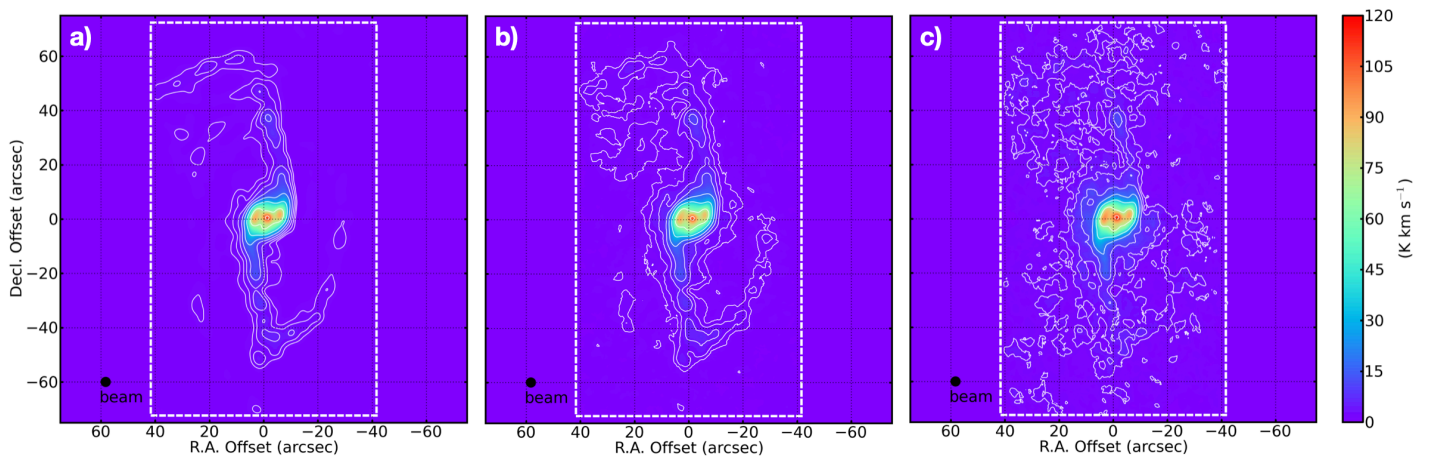 a)
b)
c)
120
105
90
75
60
45
30
15
0
(K km s⁻¹)
Decl. Offset (arcsec)
60
40
20
0
−20
−40
−60
beam
beam
beam
60 40 20 0 −20 −40 −60
60 40 20 0 −20 −40 −60
60 40 20 0 −20 −40 −60
R.A. Offset (arcsec)
R.A. Offset (arcsec)
R.A. Offset (arcsec)